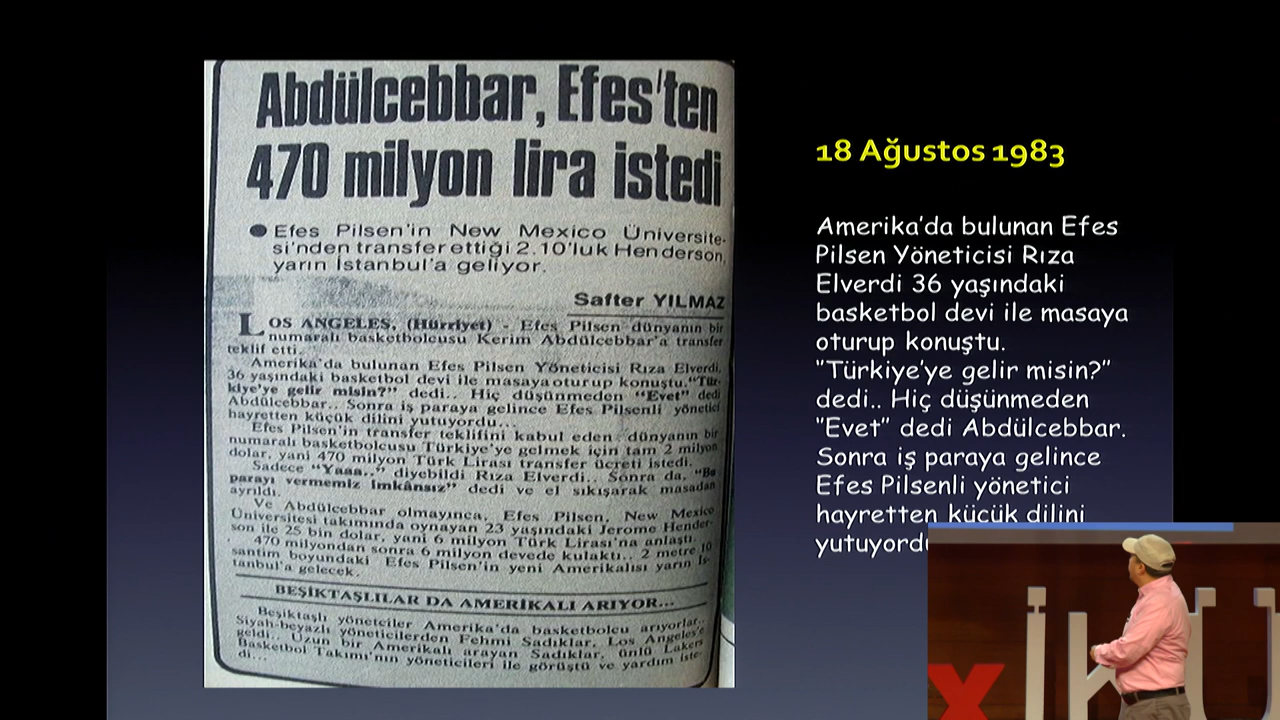 Abdülcebbar, Efes'ten
470 milyon lira istedi
Efes Pilsen'in New Mexico Üniversite-
si'nden transfer ettiği 2.10'luk Henderson,
yarın İstanbul'a geliyor.
Safter YILMAZ
LOS ANGELES, (Hürriyet) - Efes Pilsen dünyanın bir
numaralı basketbolcusu Kerim Abdülcebbar'a transfer
teklif etti.
Amerika'da bulunan Efes Pilsen Yöneticisi Rıza Elverdi,
36 yaşındaki basketbol devi ile masaya oturup konuştu. "Tür-
kiye'ye gelir misin?" dedi.. Hiç düşünmeden "Evet" dedi
Abdülcebbar.. Sonra iş paraya gelince Efes Pilsenli yönetici
hayretten küçük dilini yutuyordu...
Efes Pilsen'in transfer teklifini kabul eden dünyanın bir
numaralı basketbolcusu Türkiye'ye gelmek için tam 2 milyon
dolar, yani 470 milyon Türk Lirası transfer ücreti istedi.
Sadece "Yaaa.." diyebildi Rıza Elverdi.. Sonra da, "Bu
parayı vermemiz imkânsız" dedi ve el sıkışarak masadan
ayrıldı.
Ve Abdülcebbar olmayınca, Efes Pilsen, New Mexico
Üniversitesi takımında oynayan 23 yaşındaki Jerome Hender-
son ile 25 bin dolar, yani 6 milyon Türk Lirası'na anlaştı.
470 milyondan sonra 6 milyon devede kulaktı.. 2 metre 10
santim boyundaki Efes Pilsen'in yeni Amerikalısı yarın İs-
tanbul'a gelecek.
BEŞİKTAŞLILAR DA AMERİKALI ARIYOR...
Beşiktaşlı yöneticiler Amerika'da basketbolcu arıyorlar..
Siyah-beyazlı yöneticilerden Fehmi Sadıklar, Los Angeles'e
geldi.. Uzun bir Amerikalı arayan Sadıklar, ünlü Lakers
Basketbol Takımı'nın yöneticileri ile görüştü ve yardım iste-
di...
18 Ağustos 1983
Amerika'da bulunan Efes
Pilsen Yöneticisi Rıza
Elverdi 36 yaşındaki
basketbol devi ile masaya
oturup konuştu.
"Türkiye'ye gelir misin?"
dedi.. Hiç düşünmeden
"Evet" dedi Abdülcebbar.
Sonra iş paraya gelince
Efes Pilsenli yönetici
hayretten küçük dilini
yutuyordu
x iKÜ